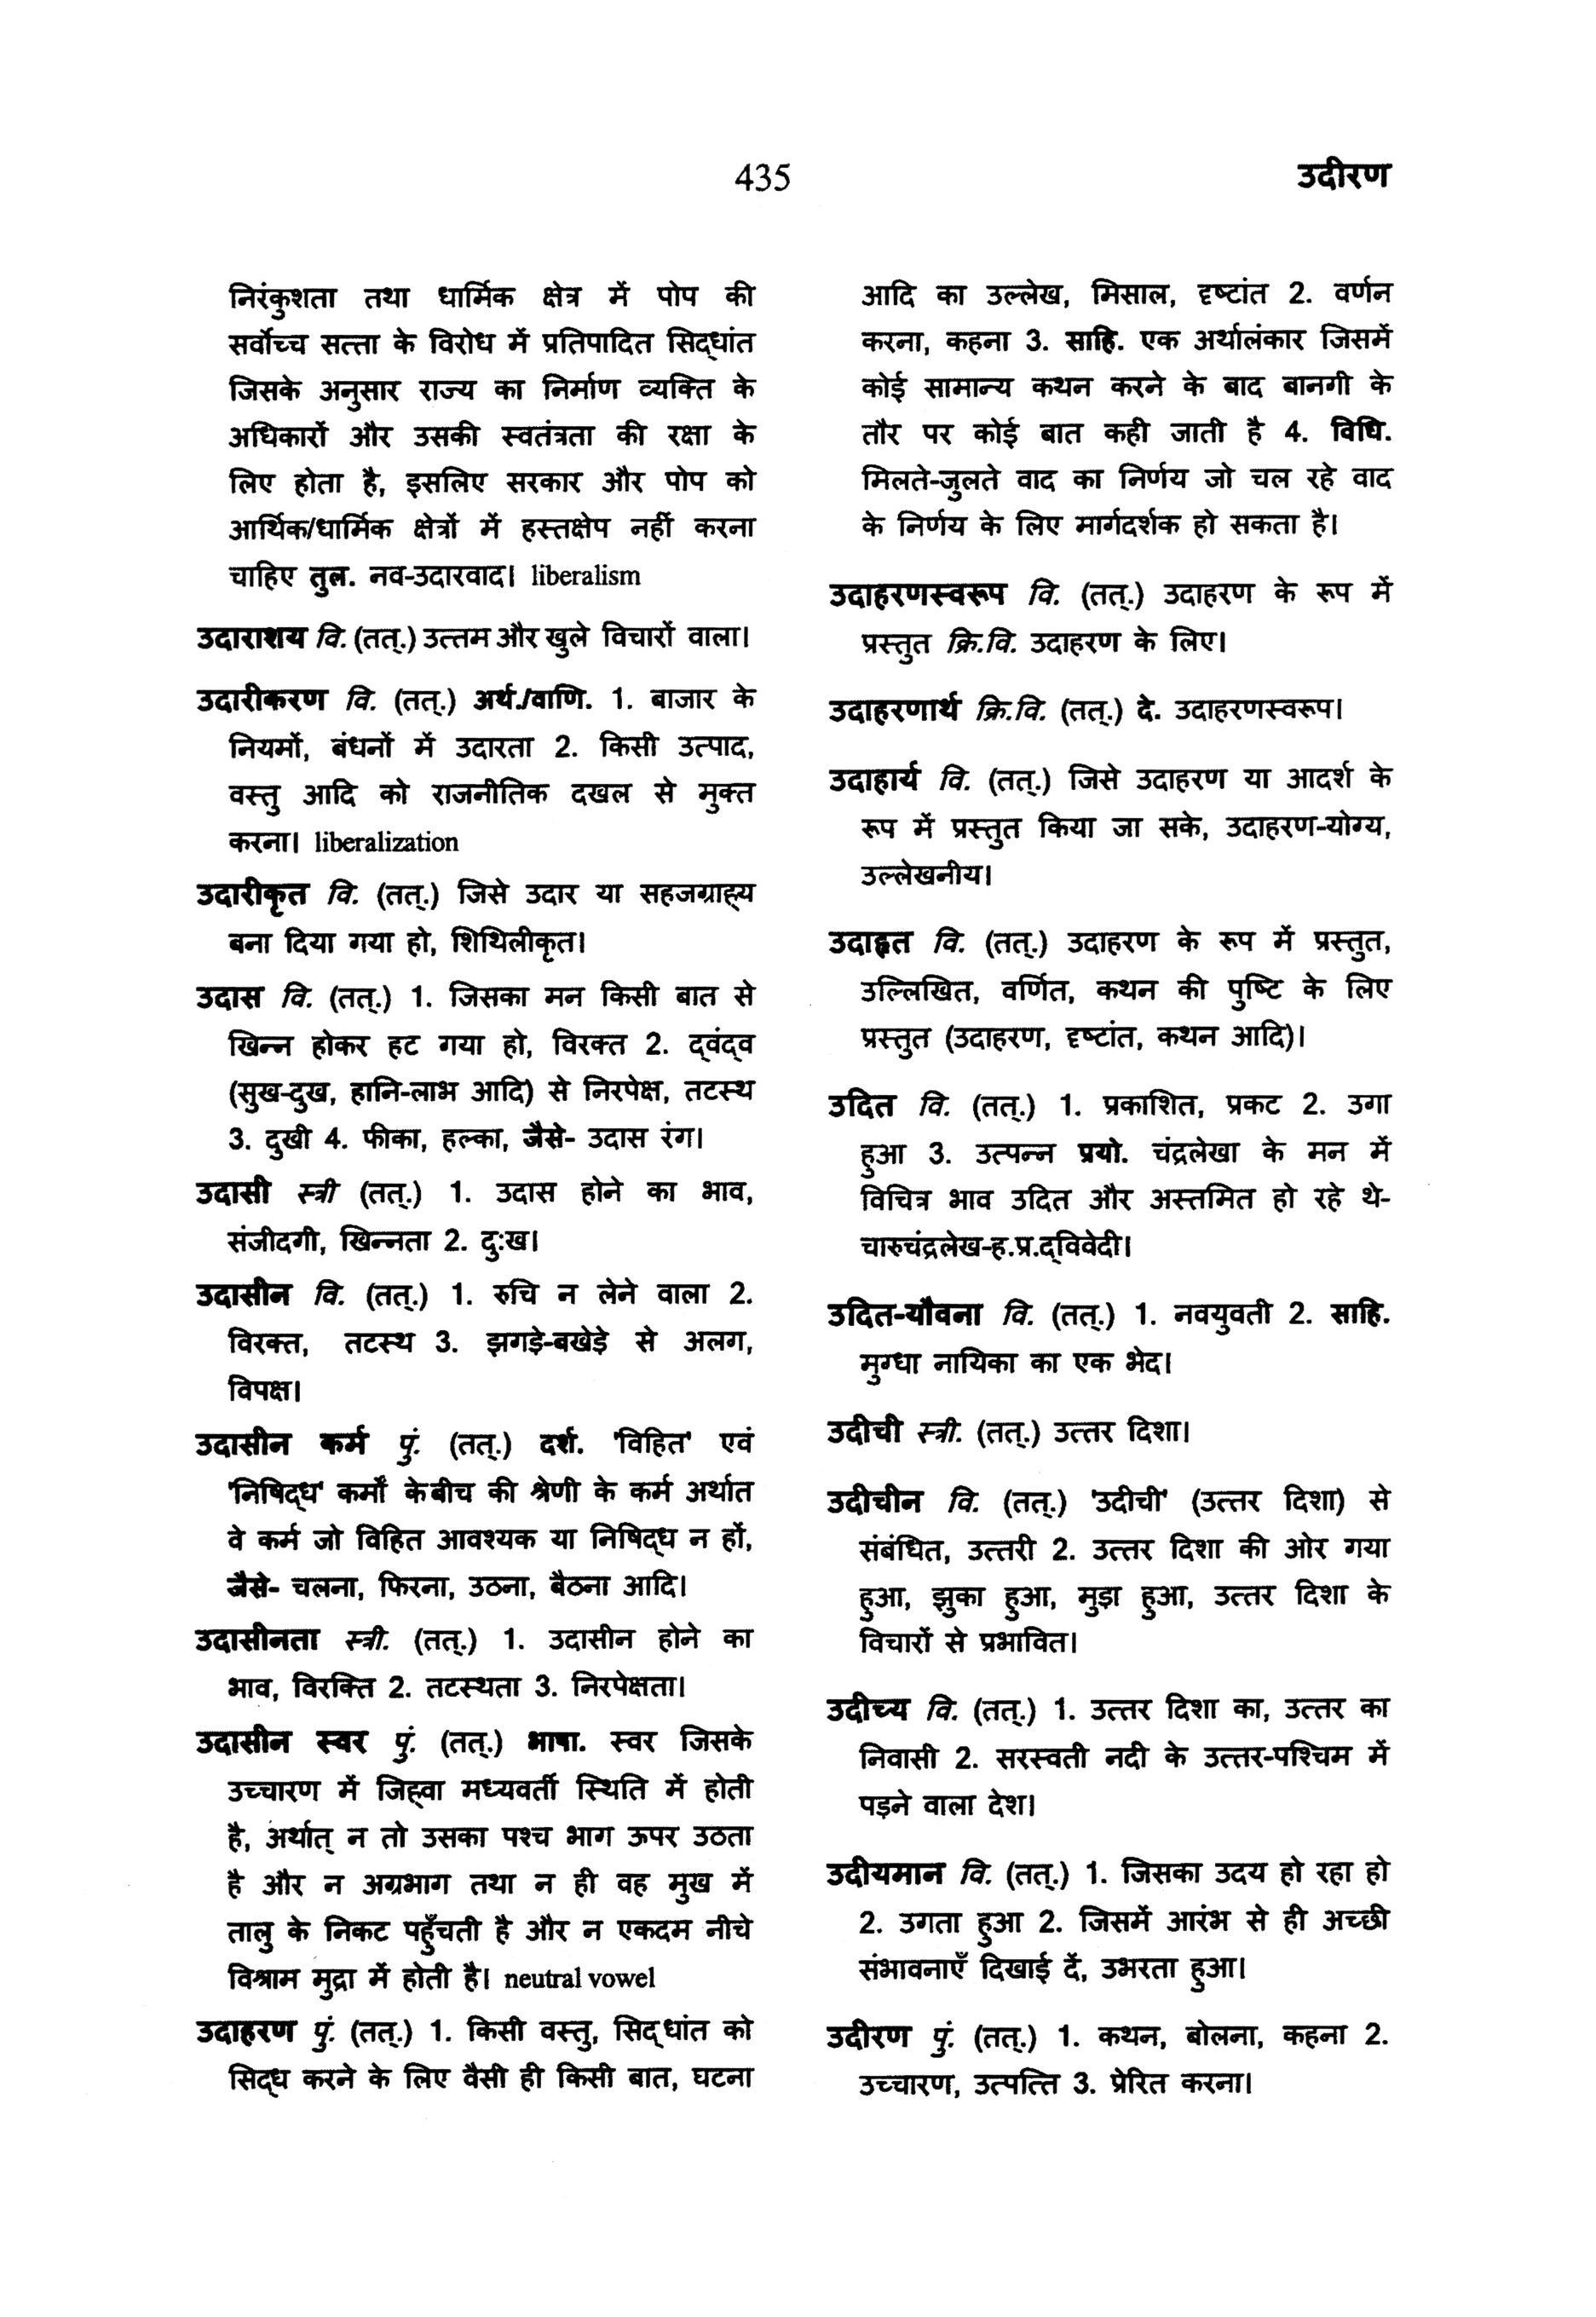 435
उदीरण
निरंकुशता तथा धार्मिक क्षेत्र में पोप की
सर्वोच्च सत्ता के विरोध में प्रतिपादित सिद्धांत
जिसके अनुसार राज्य का निर्माण व्यक्ति के
अधिकारों और उसकी स्वतंत्रता की रक्षा के
लिए होता है, इसलिए सरकार और पोप को
आर्थिक/धार्मिक क्षेत्रों में हस्तक्षेप नहीं करना
चाहिए तुल. नव-उदारवाद। liberalism
उदाराशय वि. (तत्.) उत्तम और खुले विचारों वाला।
उदारीकरण वि. (तत्.) अर्थ./वाणि. 1. बाजार के
नियमों, बंधनों में उदारता 2. किसी उत्पाद,
वस्तु आदि को राजनीतिक दखल से मुक्त
करना। liberalization
उदारीकृत वि. (तत्.) जिसे उदार या सहजग्राह्य
बना दिया गया हो, शिथिलीकृत।
उदास वि. (तत्.) 1. जिसका मन किसी बात से
खिन्न होकर हट गया हो, विरक्त 2. द्वंद्व
(सुख-दुख, हानि-लाभ आदि) से निरपेक्ष, तटस्थ
3. दुखी 4. फीका, हल्का, जैसे- उदास रंग।
उदासी स्त्री (तत्.) 1. उदास होने का भाव,
संजीदगी, खिन्नता 2. दु:ख।
उदासीन वि. (तत्.) 1. रुचि न लेने वाला 2.
विरक्त, तटस्थ 3. झगड़े-बखेड़े से अलग,
विपक्ष।
उदासीन कर्म पुं. (तत्.) दर्श. 'विहित' एवं
'निषिद्ध' कर्मों के बीच की श्रेणी के कर्म अर्थात
वे कर्म जो विहित आवश्यक या निषिद्ध न हों,
जैसे- चलना, फिरना, उठना, बैठना आदि।
उदासीनता स्त्री. (तत्.) 1. उदासीन होने का
भाव, विरक्ति 2. तटस्थता 3. निरपेक्षता।
उदासीन स्वर पुं. (तत्.) भाषा. स्वर जिसके
उच्चारण में जिह्वा मध्यवर्ती स्थिति में होती
है, अर्थात् न तो उसका पश्च भाग ऊपर उठता
है और न अग्रभाग तथा न ही वह मुख में
तालु के निकट पहुँचती है और न एकदम नीचे
विश्राम मुद्रा में होती है। neutral vowel
उदाहरण पुं. (तत्.) 1. किसी वस्तु, सिद्धांत को
सिद्ध करने के लिए वैसी ही किसी बात, घटना
आदि का उल्लेख, मिसाल, दृष्टांत 2. वर्णन
करना, कहना 3. साहि. एक अर्थालंकार जिसमें
कोई सामान्य कथन करने के बाद बानगी के
तौर पर कोई बात कही जाती है 4. विधि.
मिलते-जुलते वाद का निर्णय जो चल रहे वाद
के निर्णय के लिए मार्गदर्शक हो सकता है।
उदाहरणस्वरूप वि. (तत्.) उदाहरण के रूप में
प्रस्तुत क्रि.वि. उदाहरण के लिए।
उदाहरणार्थ क्रि.वि. (तत्.) दे. उदाहरणस्वरूप।
उदाहार्य वि. (तत्.) जिसे उदाहरण या आदर्श के
रूप में प्रस्तुत किया जा सके, उदाहरण-योग्य,
उल्लेखनीय।
उदाहृत वि. (तत्.) उदाहरण के रूप में प्रस्तुत,
उल्लिखित, वर्णित, कथन की पुष्टि के लिए
प्रस्तुत (उदाहरण, दृष्टांत, कथन आदि)।
उदित वि. (तत्.) 1. प्रकाशित, प्रकट 2. उगा
हुआ 3. उत्पन्न प्रयो. चंद्रलेखा के मन में
विचित्र भाव उदित और अस्तमित हो रहे थे-
चारुचंद्रलेख-ह.प्र.द्विवेदी।
उदित-यौवना वि. (तत्.) 1. नवयुवती 2. साहि.
मुग्धा नायिका का एक भेद।
उदीची स्त्री. (तत्.) उत्तर दिशा।
उदीचीन वि. (तत्.) 'उदीची' (उत्तर दिशा) से
संबंधित, उत्तरी 2. उत्तर दिशा की ओर गया
हुआ, झुका हुआ, मुड़ा हुआ, उत्तर दिशा के
विचारों से प्रभावित।
उदीच्य वि. (तत्.) 1. उत्तर दिशा का, उत्तर का
निवासी 2. सरस्वती नदी के उत्तर-पश्चिम में
पड़ने वाला देश।
उदीयमान वि. (तत्.) 1. जिसका उदय हो रहा हो
2. उगता हुआ 2. जिसमें आरंभ से ही अच्छी
संभावनाएँ दिखाई दें, उभरता हुआ।
उदीरण पुं. (तत्.) 1. कथन, बोलना, कहना 2.
उच्चारण, उत्पत्ति 3. प्रेरित करना।